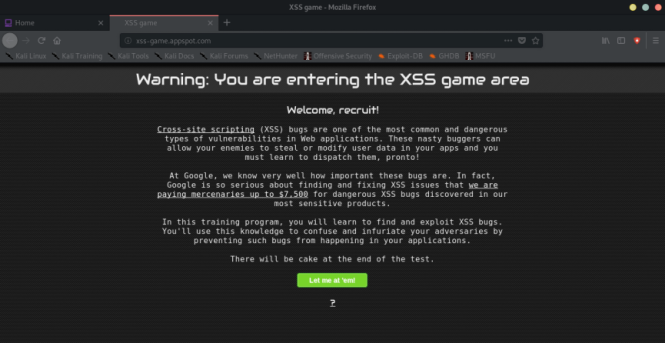 XSS game - Mozilla Firefox
Home
XSS game
xss-game.appspot.com
Kali Linux Kali Training Kali Tools Kali Docs Kali Forums NetHunter Offensive Security Exploit-DB GHDB MSFU
Warning: You are entering the XSS game area
Welcome, recruit!
Cross-site scripting (XSS) bugs are one of the most common and dangerous
types of vulnerabilities in Web applications. These nasty buggers can
allow your enemies to steal or modify user data in your apps and you
must learn to dispatch them, pronto!
At Google, we know very well how important these bugs are. In fact,
Google is so serious about finding and fixing XSS issues that we are
paying mercenaries up to $7,500 for dangerous XSS bugs discovered in our
most sensitive products.
In this training program, you will learn to find and exploit XSS bugs.
You'll use this knowledge to confuse and infuriate your adversaries by
preventing such bugs from happening in your applications.
There will be cake at the end of the test.
Let me at 'em!
?